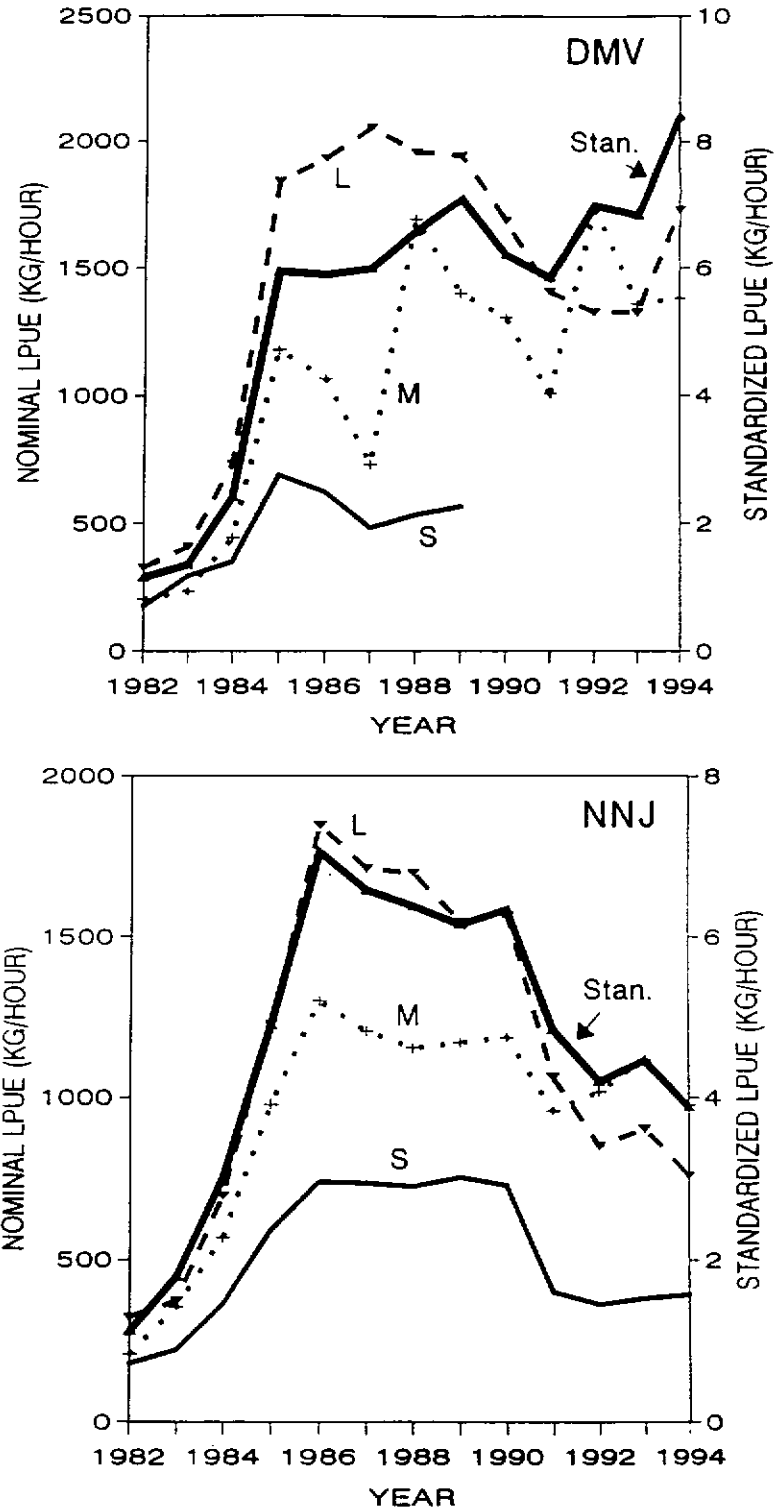 2500
10
DMV
2000
8
Stan.
L
1500
6
1000
4
M
500
2
S
0
0
NOMINAL LPUE (KG/HOUR)
STANDARDIZED LPUE (KG/HOUR)
1982 1984 1986 1988 1990 1992 1994
YEAR
2000
8
NNJ
L
1500
6
Stan.
M
1000
4
S
500
2
0
0
NOMINAL LPUE (KG/HOUR)
STANDARDIZED LPUE (KG/HOUR)
1982 1984 1986 1988 1990 1992 1994
YEAR